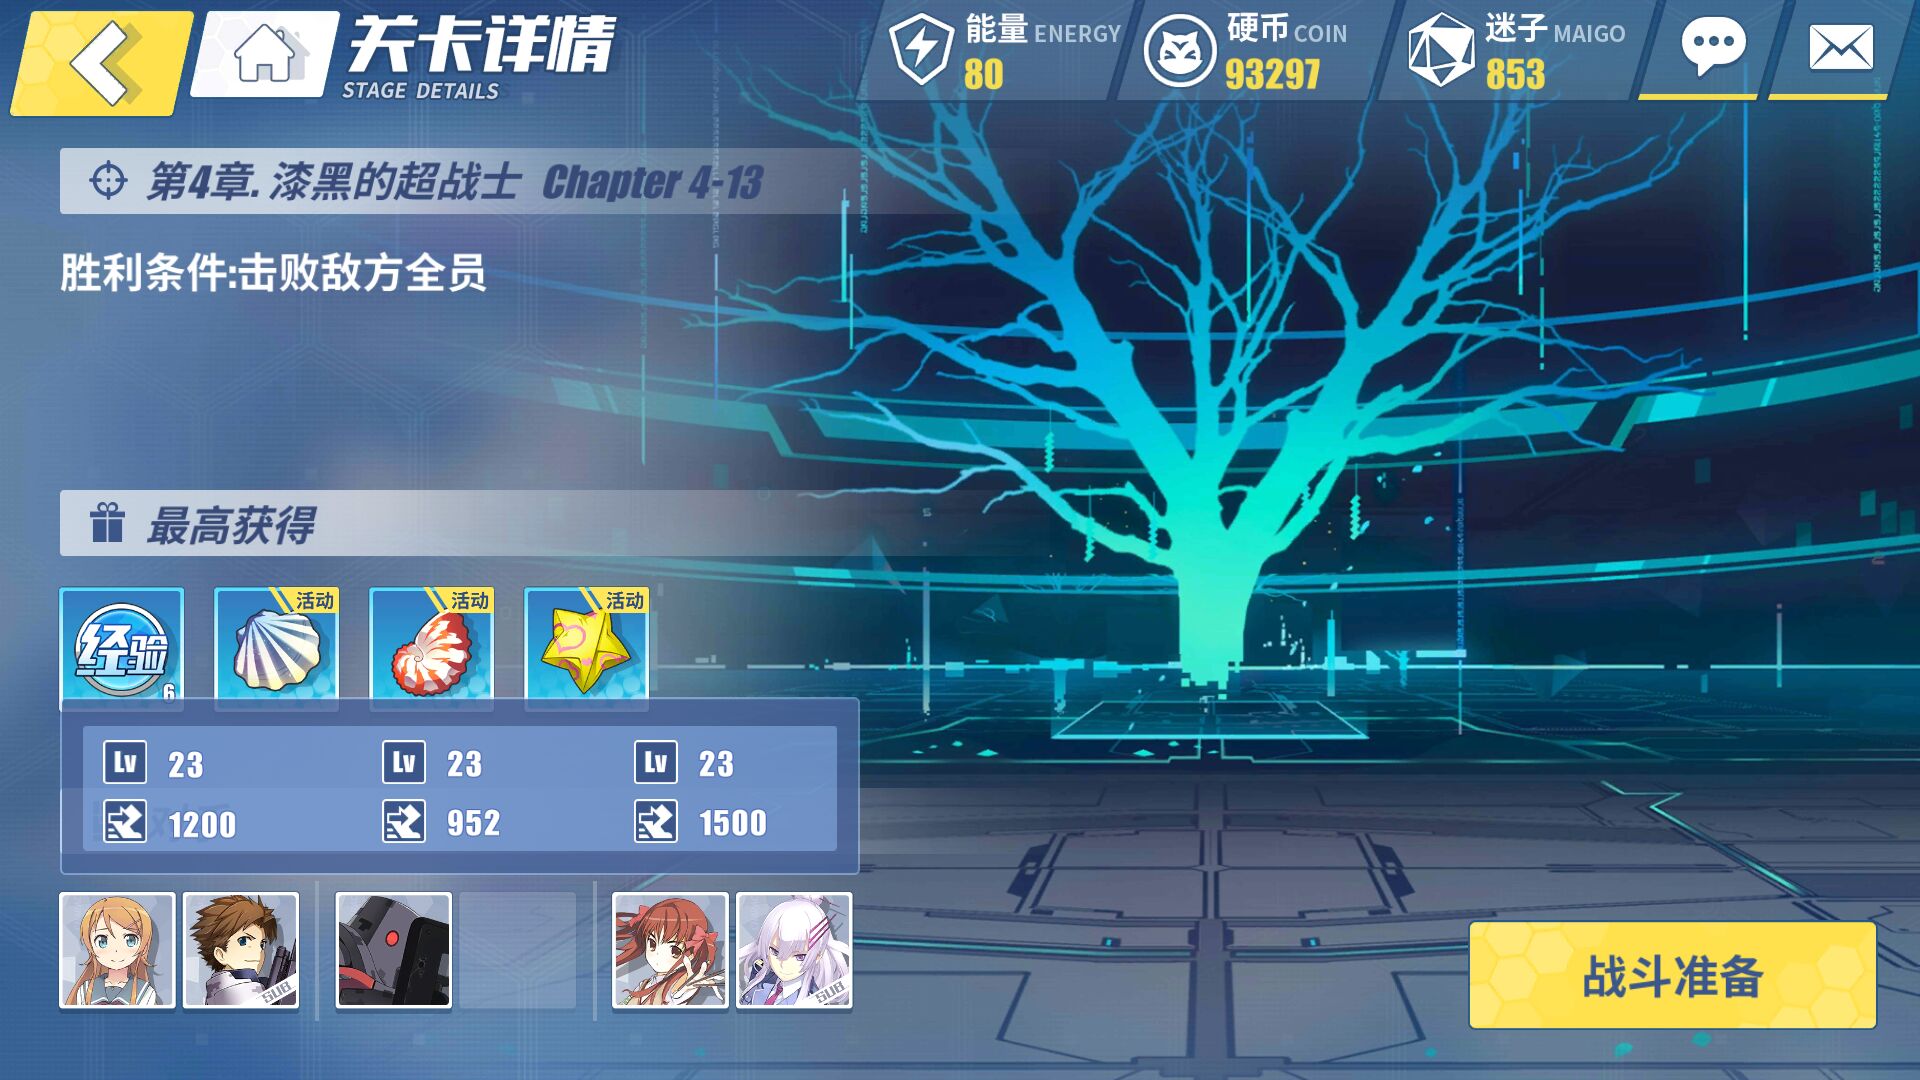 关卡详情
STAGE DETAILS
能量 ENERGY
80
硬币 COIN
93297
迷子 MAIGO
853
第4章. 漆黑的超战士 Chapter 4-13
胜利条件:击败敌方全员
最高获得
经验
6
活动
活动
活动
Lv 23
Lv 23
Lv 23
1200
952
1500
SUB
SUB
战斗准备